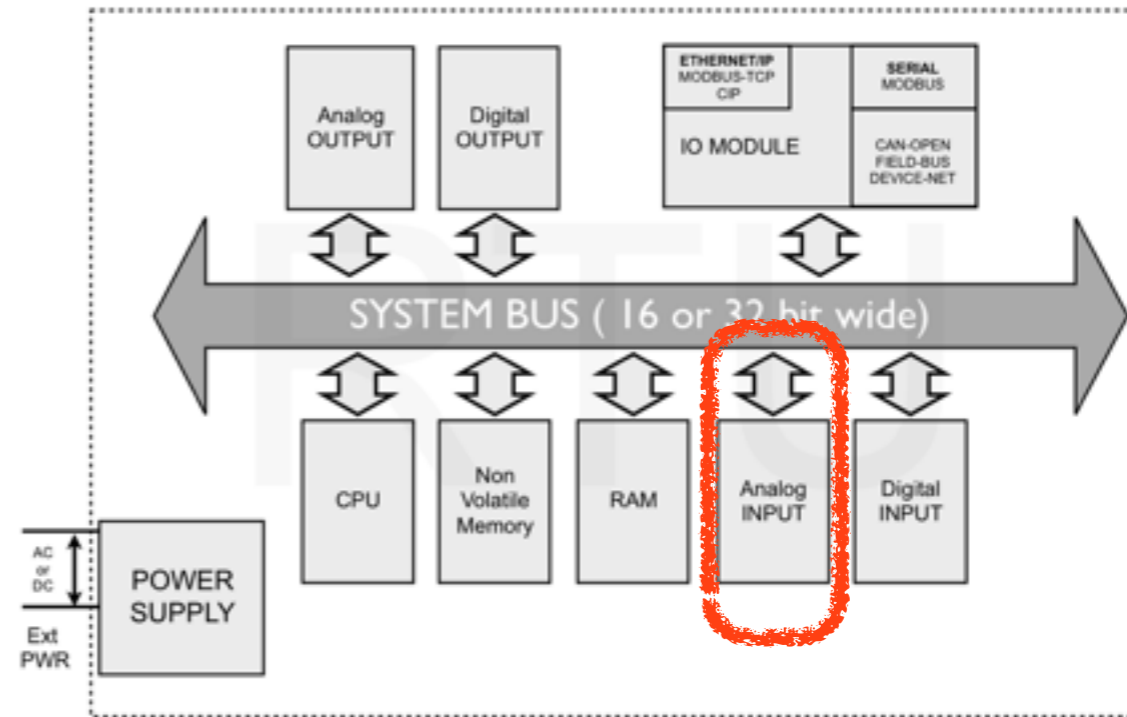 Analog
OUTPUT
Digital
OUTPUT
ETHERNET/IP
MODBUS-TCP
CIP
IO MODULE
SERIAL
MODBUS
CAN-OPEN
FIELD-BUS
DEVICE-NET
RTU
SYSTEM BUS ( 16 or 32 bit wide)
CPU
Non
Volatile
Memory
RAM
Analog
INPUT
Digital
INPUT
AC
or
DC
POWER
SUPPLY
Ext
PWR